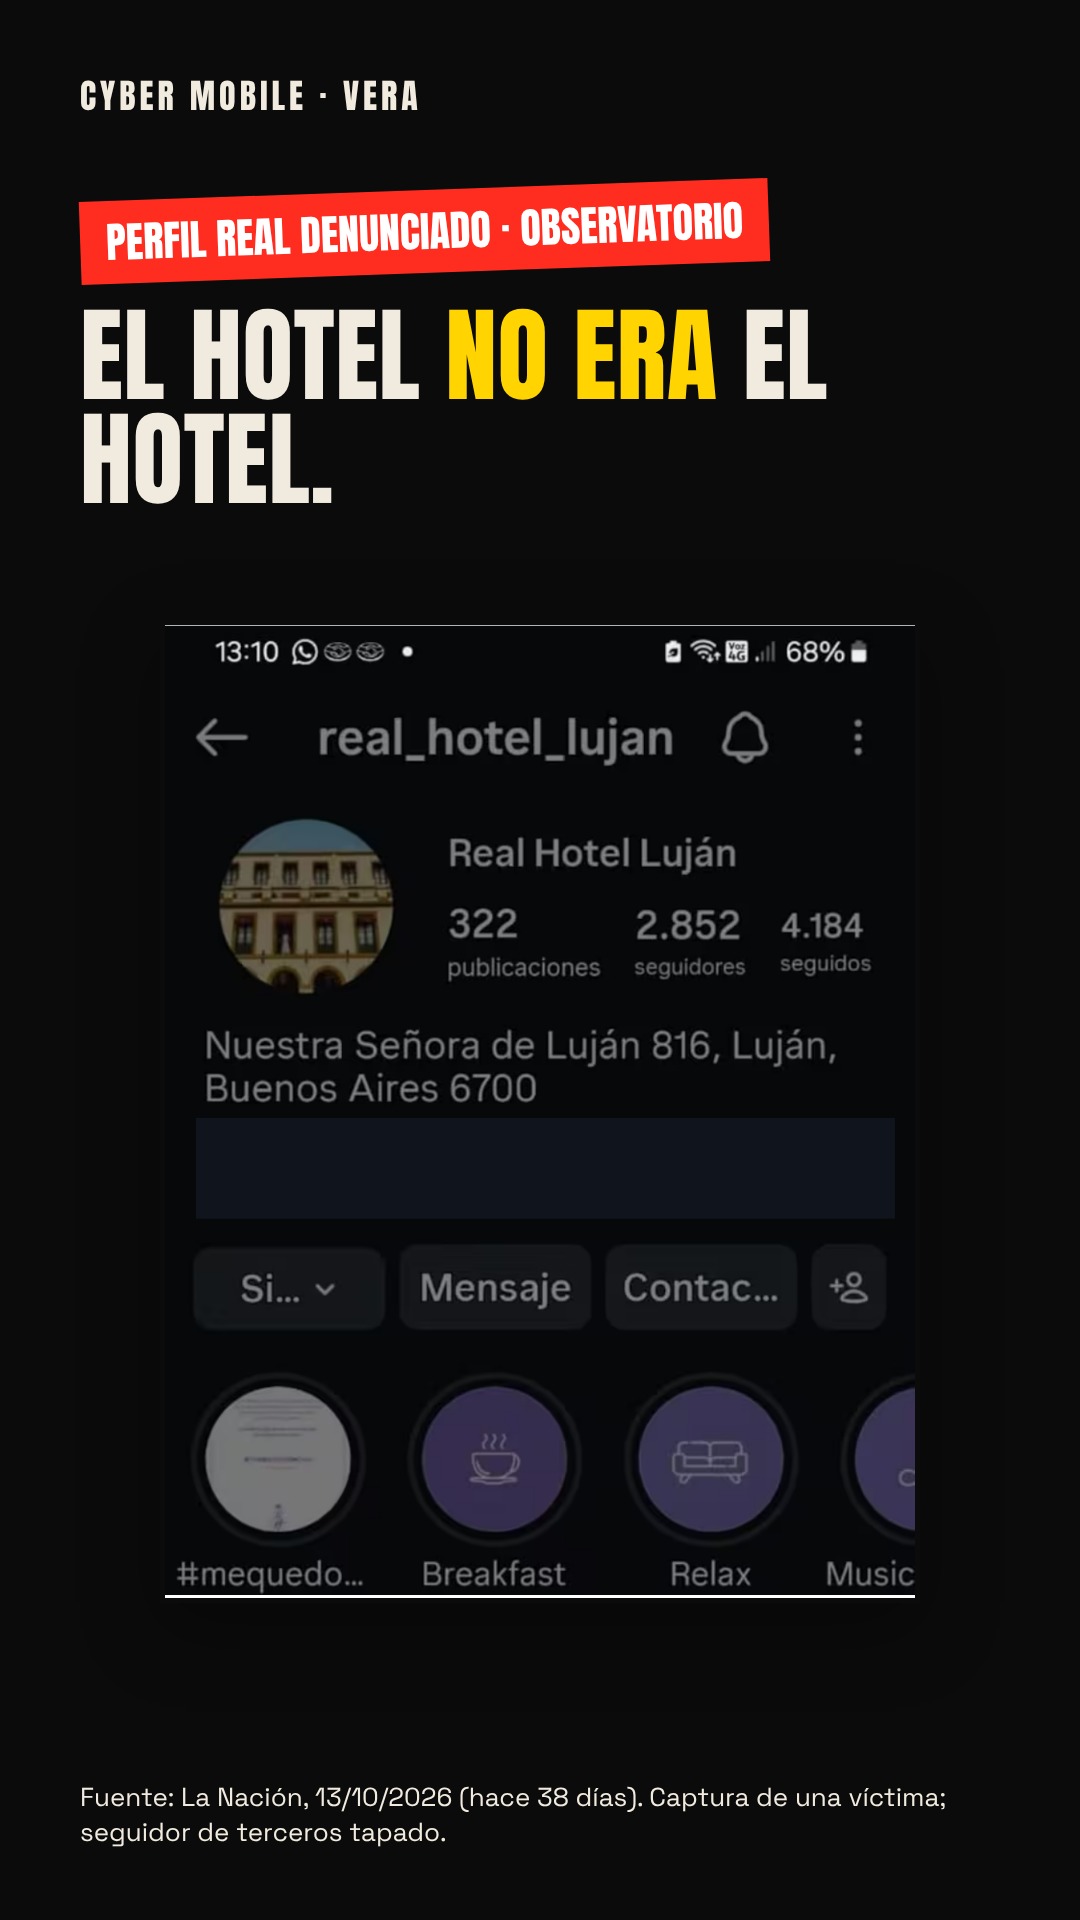 CYBER MOBILE · VERA
PERFIL REAL DENUNCIADO · OBSERVATORIO
EL HOTEL NO ERA EL
HOTEL.
13:10 68%
real_hotel_lujan
Real Hotel Luján
322 2.852 4.184
publicaciones seguidores seguidos
Nuestra Señora de Luján 816, Luján,
Buenos Aires 6700
Si... Mensaje Contac...
#mequedo... Breakfast Relax Music
Fuente: La Nación, 13/10/2026 (hace 38 días). Captura de una víctima;
seguidor de terceros tapado.